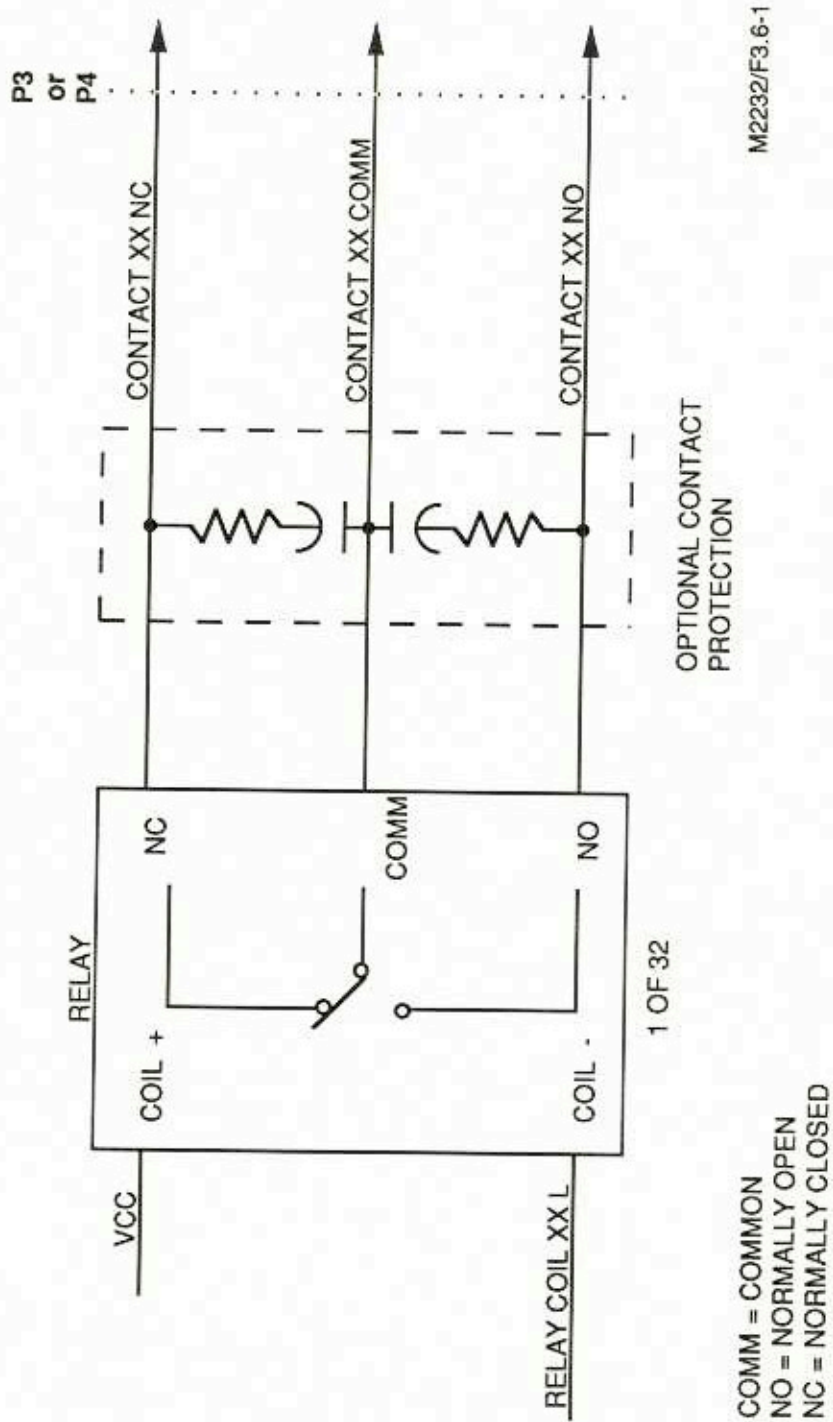 P3
or
P4
RELAY
VCC
COIL +
NC
CONTACT XX NC
COMM
CONTACT XX COMM
RELAY COIL XX L
COIL -
NO
CONTACT XX NO
1 OF 32
OPTIONAL CONTACT
PROTECTION
COMM = COMMON
NO = NORMALLY OPEN
NC = NORMALLY CLOSED
M2232/F3.6-1